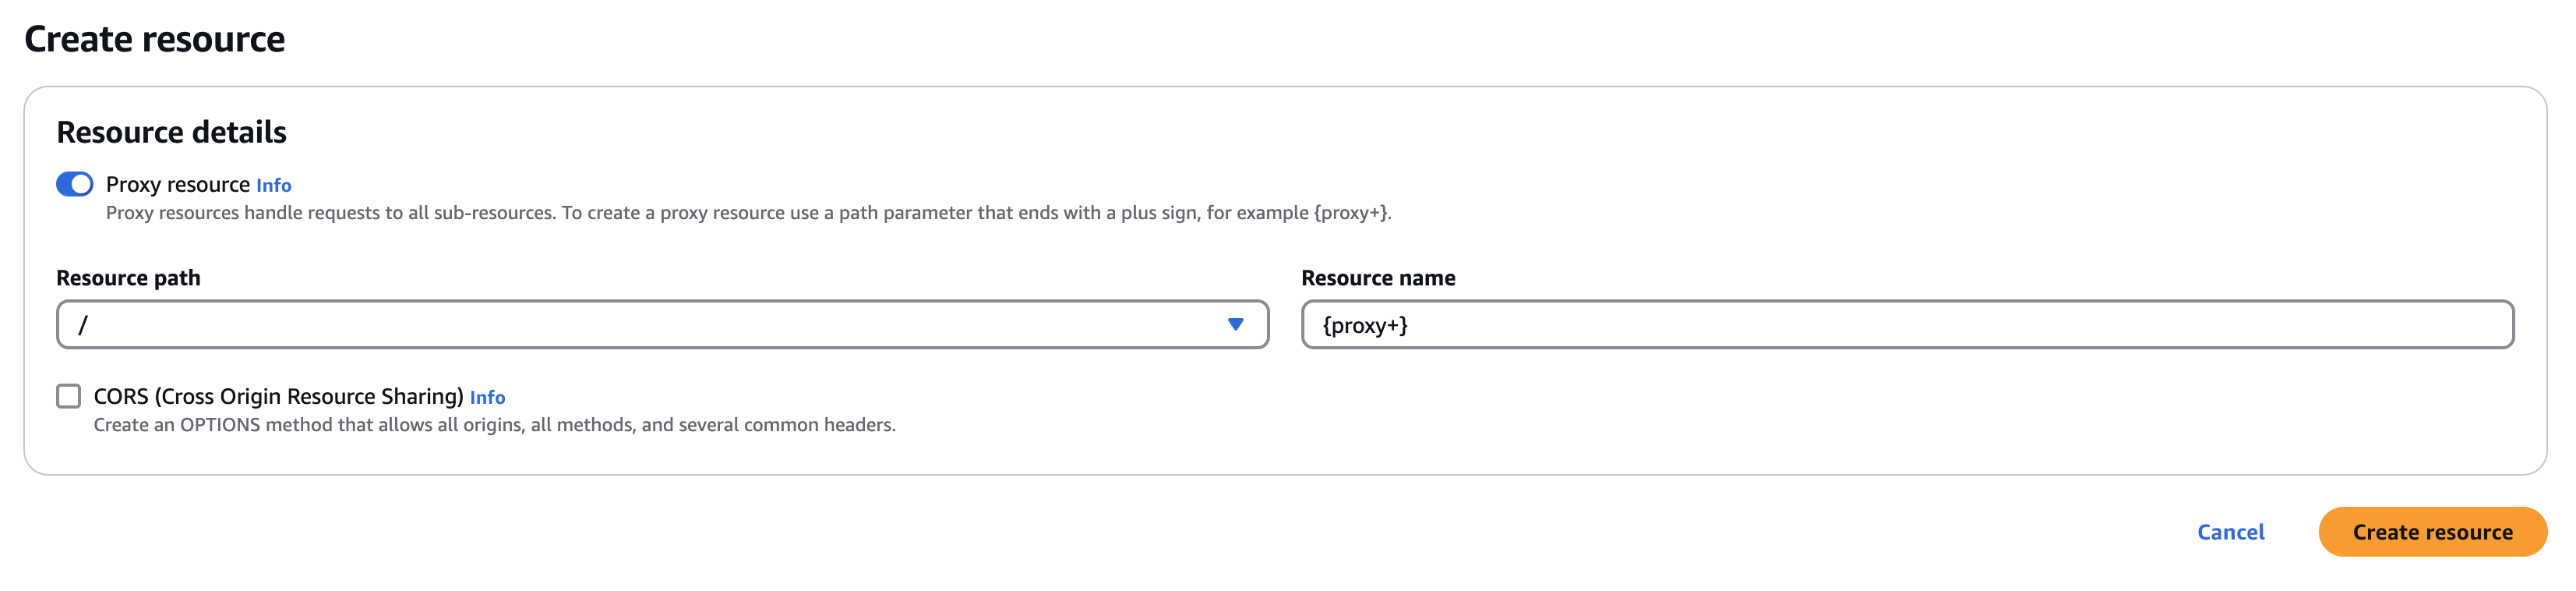 Create resource
Resource details
Proxy resource Info
Proxy resources handle requests to all sub-resources. To create a proxy resource use a path parameter that ends with a plus sign, for example {proxy+}.
Resource path
/
Resource name
{proxy+}
CORS (Cross Origin Resource Sharing) Info
Create an OPTIONS method that allows all origins, all methods, and several common headers.
Cancel
Create resource